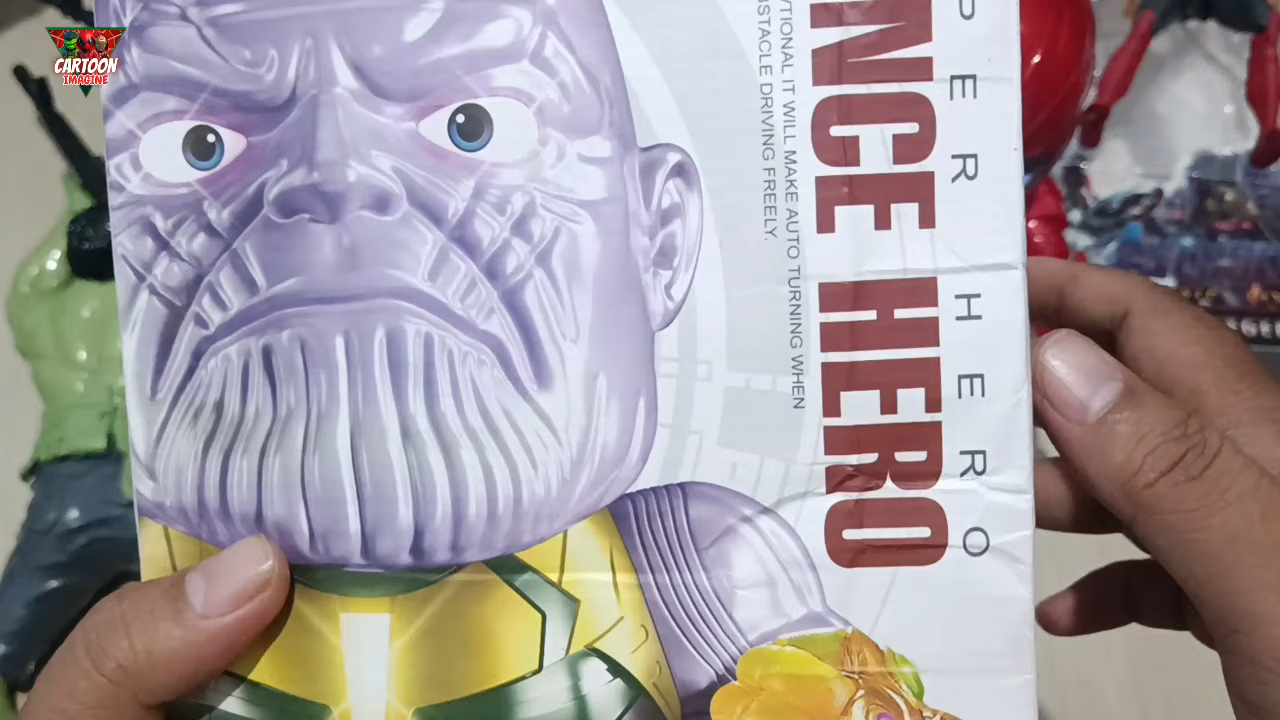 CARTOON
IMAGINE
PER HERO
NCE HERO
TIONAL IT WILL MAKE AUTO TURNING WHEN
STACLE DRIVING FREELY.